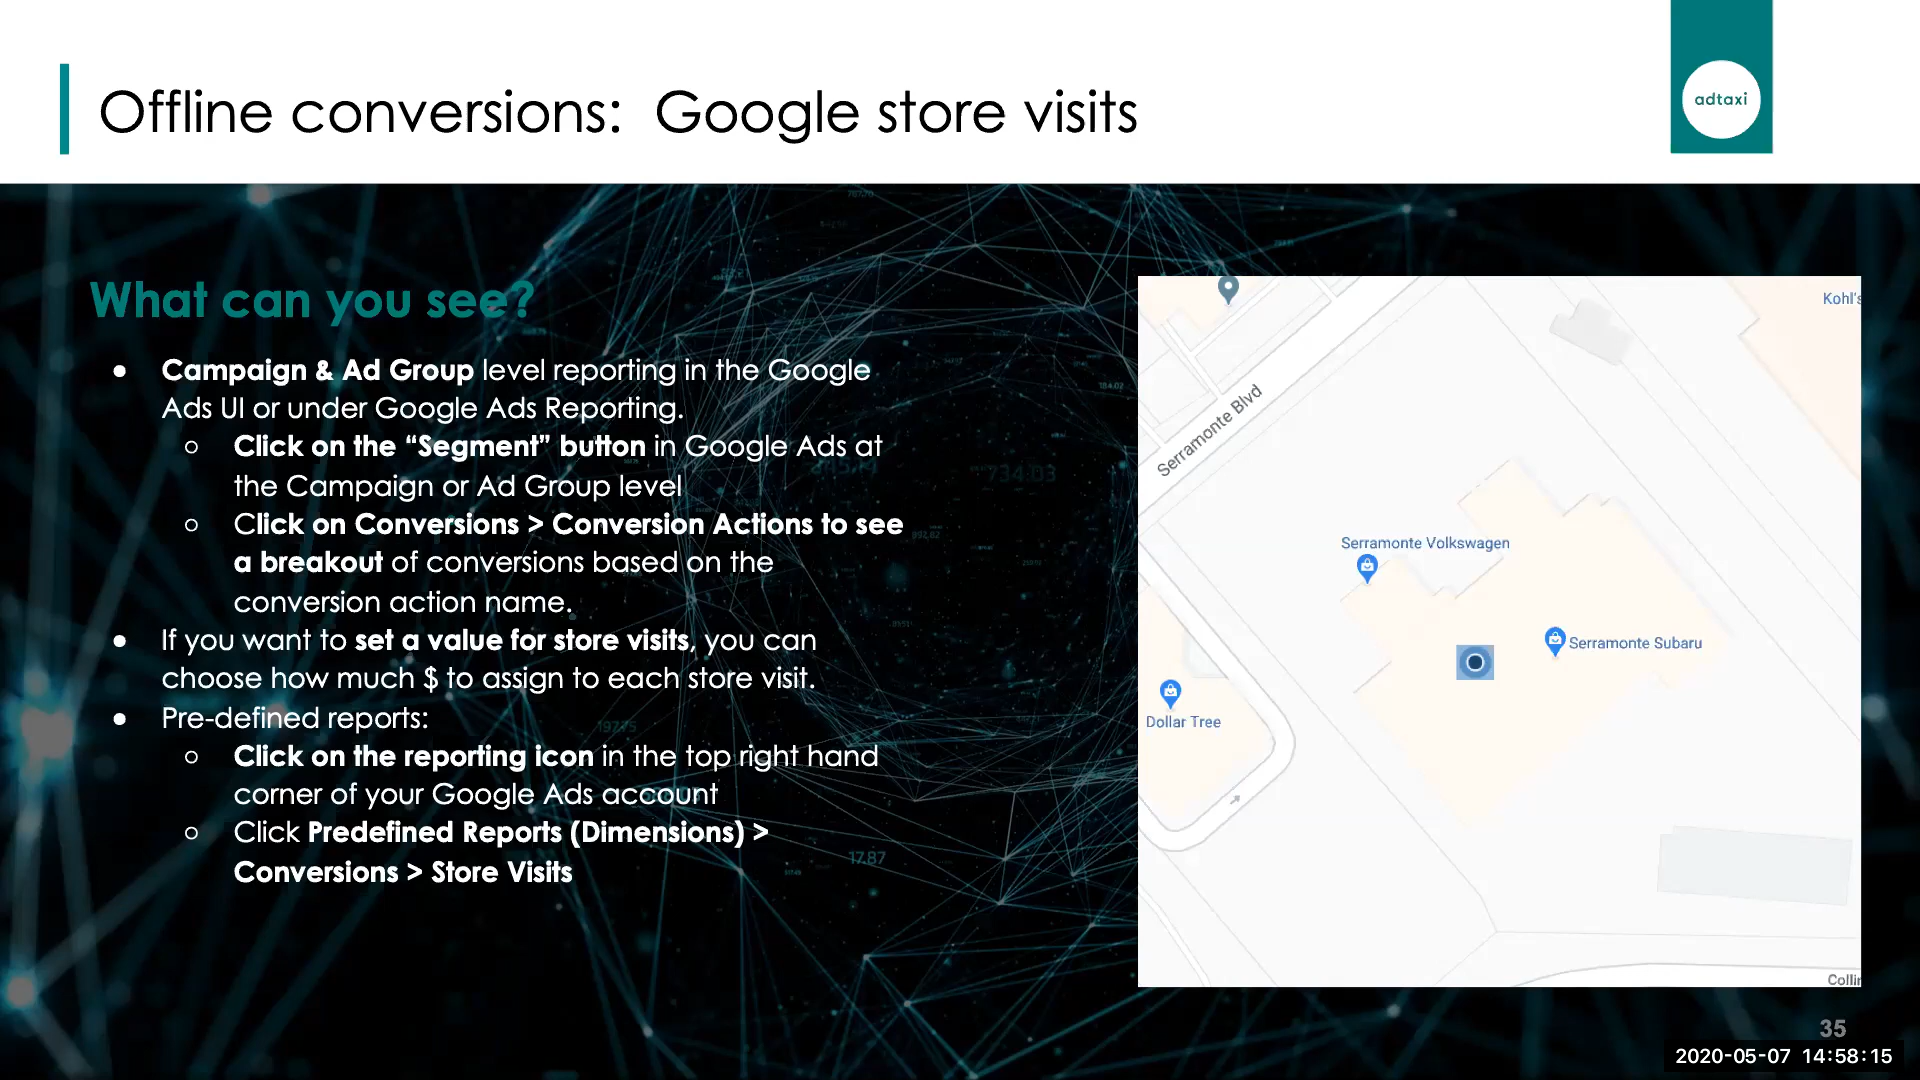 Offline conversions:  Google store visits
adtaxi
What can you see?
● Campaign & Ad Group level reporting in the Google
Ads UI or under Google Ads Reporting.
○ Click on the “Segment” button in Google Ads at
the Campaign or Ad Group level
○ Click on Conversions > Conversion Actions to see
a breakout of conversions based on the
conversion action name.
● If you want to set a value for store visits, you can
choose how much $ to assign to each store visit.
● Pre-defined reports:
○ Click on the reporting icon in the top right hand
corner of your Google Ads account
○ Click Predefined Reports (Dimensions) >
Conversions > Store Visits
734.03
184.02
17.87
Kohl's
Serramonte Blvd
Serramonte Volkswagen
Serramonte Subaru
Dollar Tree
35
2020-05-07 14:58:15